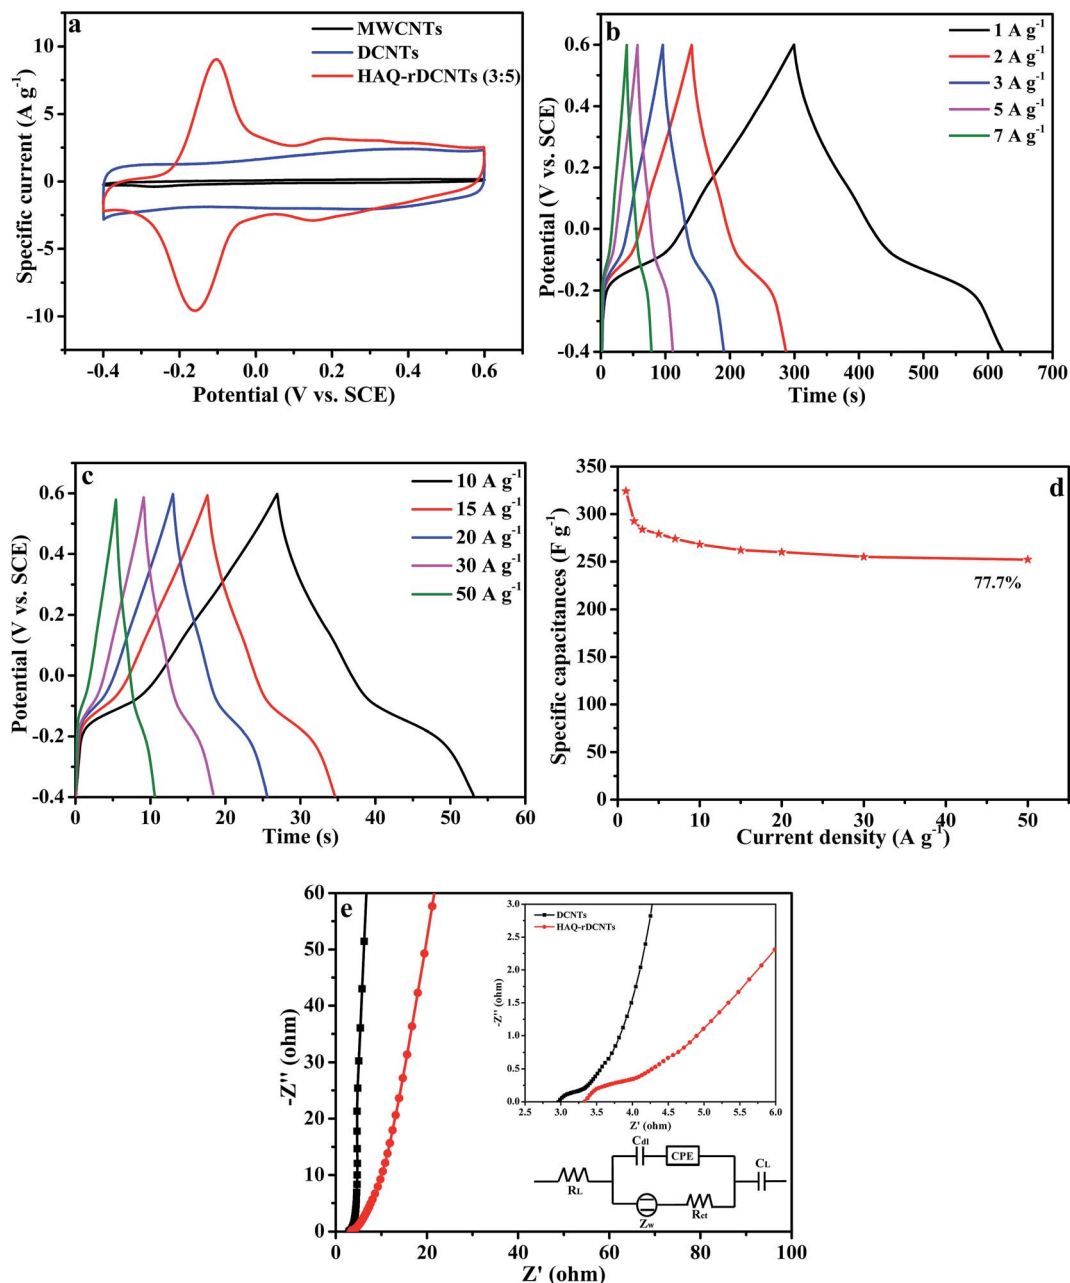 a
MWCNTs
DCNTs
HAQ-rDCNTs (3:5)
10
5
0
-5
-10
Specific current (A g⁻¹)
-0.4 -0.2 0.0 0.2 0.4 0.6
Potential (V vs. SCE)
b
1 A g⁻¹
2 A g⁻¹
3 A g⁻¹
5 A g⁻¹
7 A g⁻¹
0.6
0.4
0.2
0.0
-0.2
-0.4
Potential (V vs. SCE)
0 100 200 300 400 500 600 700
Time (s)
c
10 A g⁻¹
15 A g⁻¹
20 A g⁻¹
30 A g⁻¹
50 A g⁻¹
0.6
0.4
0.2
0.0
-0.2
-0.4
Potential (V vs. SCE)
0 10 20 30 40 50 60
Time (s)
d
350
325
300
275
250
225
200
175
150
125
100
75
50
25
0
Specific capacitances (F g⁻¹)
77.7%
0 10 20 30 40 50
Current density (A g⁻¹)
e
60
50
40
30
20
10
0
-Z'' (ohm)
0 20 40 60 80 100
Z' (ohm)
DCNTs
HAQ-rDCNTs
3.0
2.5
2.0
1.5
1.0
0.5
0.0
-Z'' (ohm)
2.5 3.0 3.5 4.0 4.5 5.0 5.5 6.0
Z' (ohm)
Cdl
CPE
CL
RL
Zw
Rct